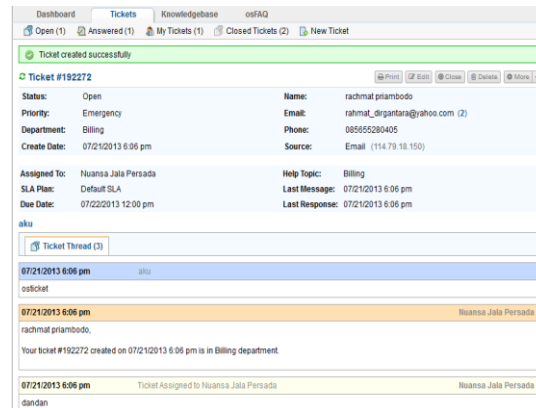 Dashboard Tickets Knowledgebase osFAQ
Open (1) Answered (1) My Tickets (1) Closed Tickets (2) New Ticket
Ticket created successfully
Ticket #192272 Print Edit Close Delete More
Status: Open Name: rachmat priambodo
Priority: Emergency Email: rahmat_dirgantara@yahoo.com (2)
Department: Billing Phone: 085655280405
Create Date: 07/21/2013 6:06 pm Source: Email (114.79.18.150)
Assigned To: Nuansa Jala Persada Help Topic: Billing
SLA Plan: Default SLA Last Message: 07/21/2013 6:06 pm
Due Date: 07/22/2013 12:00 pm Last Response: 07/21/2013 6:06 pm
aku
Ticket Thread (3)
07/21/2013 6:06 pm aku
osticket
07/21/2013 6:06 pm Nuansa Jala Persada
rachmat priambodo,
Your ticket #192272 created on 07/21/2013 6:06 pm is in Billing department.
07/21/2013 6:06 pm Ticket Assigned to Nuansa Jala Persada Nuansa Jala Persada
dandan